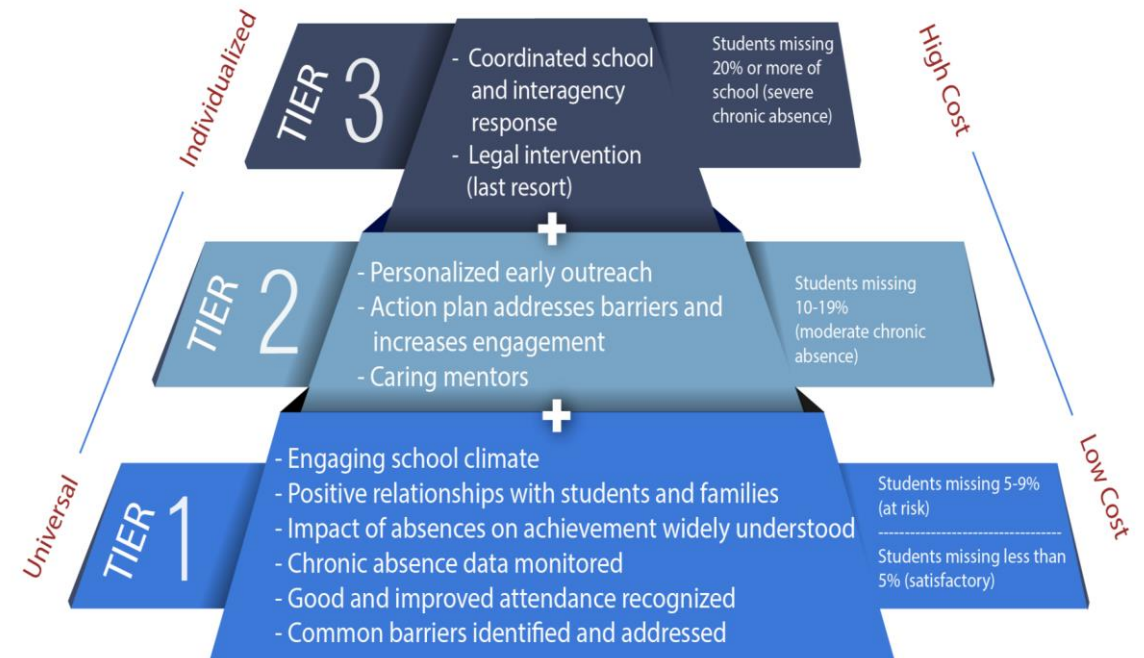 Individualized
High Cost
TIER 3
- Coordinated school
and interagency
response
- Legal intervention
(last resort)
Students missing
20% or more of
school (severe
chronic absence)
+
TIER 2
- Personalized early outreach
- Action plan addresses barriers and
increases engagement
- Caring mentors
Students missing
10-19%
(moderate chronic
absence)
+
Universal
Low Cost
TIER 1
- Engaging school climate
- Positive relationships with students and families
- Impact of absences on achievement widely understood
- Chronic absence data monitored
- Good and improved attendance recognized
- Common barriers identified and addressed
Students missing 5-9%
(at risk)
Students missing less than
5% (satisfactory)